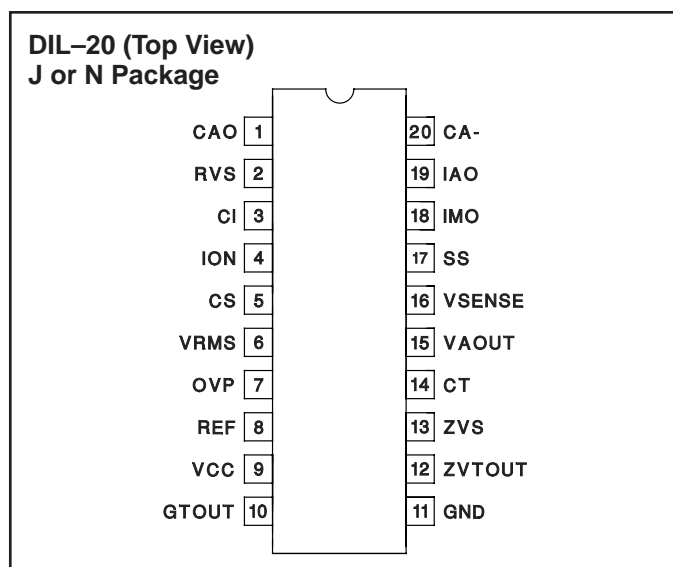 DIL–20 (Top View)
J or N Package
CAO 1
20 CA-
RVS 2
19 IAO
CI 3
18 IMO
ION 4
17 SS
CS 5
16 VSENSE
VRMS 6
15 VAOUT
OVP 7
14 CT
REF 8
13 ZVS
VCC 9
12 ZVTOUT
GTOUT 10
11 GND